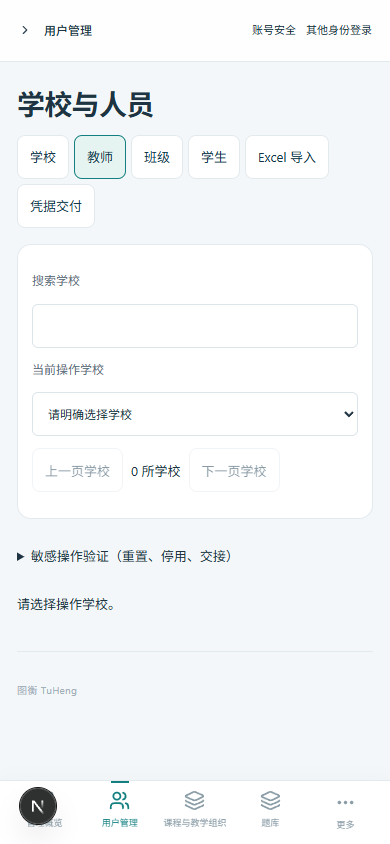 用户管理
账号安全 其他身份登录
学校与人员
学校 教师 班级 学生 Excel 导入
凭据交付
搜索学校
当前操作学校
请明确选择学校
上一页学校 0 所学校 下一页学校
敏感操作验证（重置、停用、交接）
请选择操作学校。
图衡 TuHeng
N
概览 用户管理 课程与教学组织 题库 更多